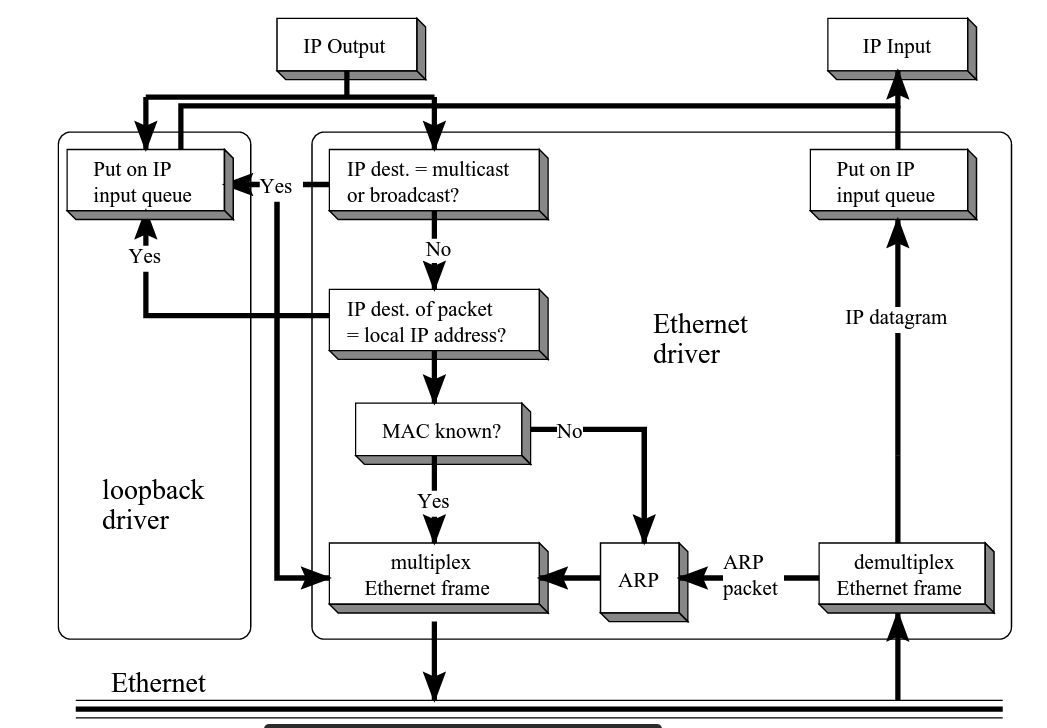 IP Output
IP Input
Put on IP
input queue
Yes
IP dest. = multicast
or broadcast?
Put on IP
input queue
Yes
No
IP dest. of packet
= local IP address?
Ethernet
driver
IP datagram
MAC known?
No
loopback
driver
Yes
multiplex
Ethernet frame
ARP
ARP
packet
demultiplex
Ethernet frame
Ethernet